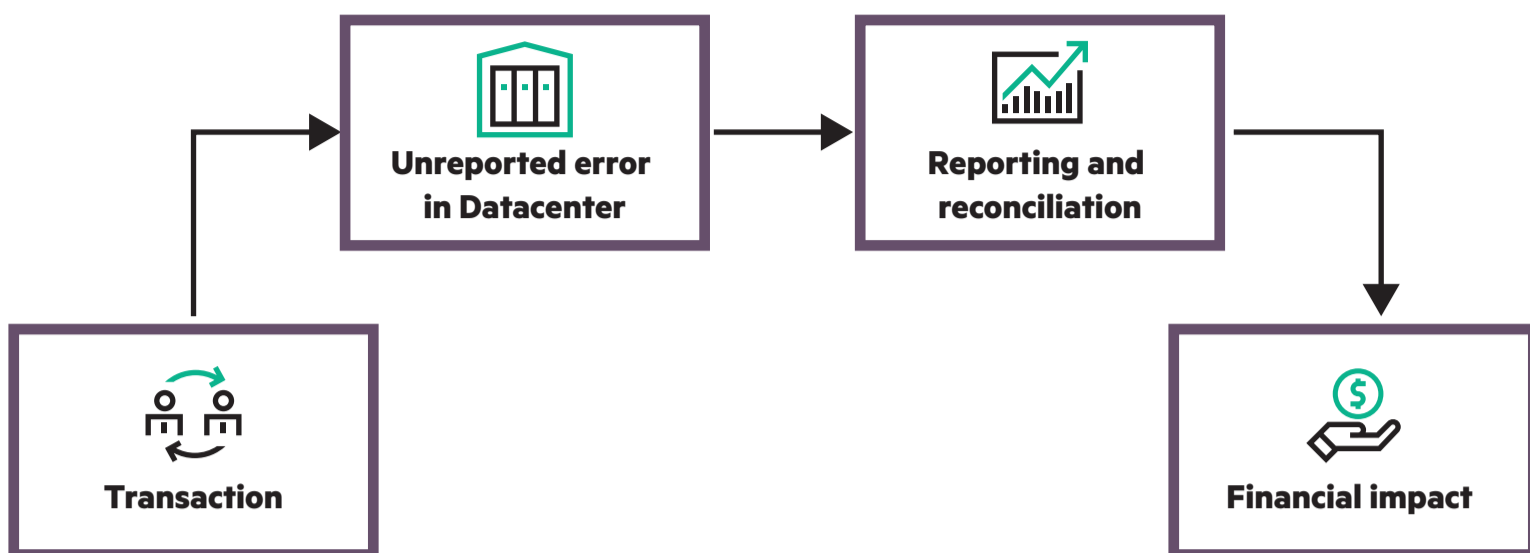 Unreported error
in Datacenter
Reporting and
reconciliation
Transaction
$
Financial impact